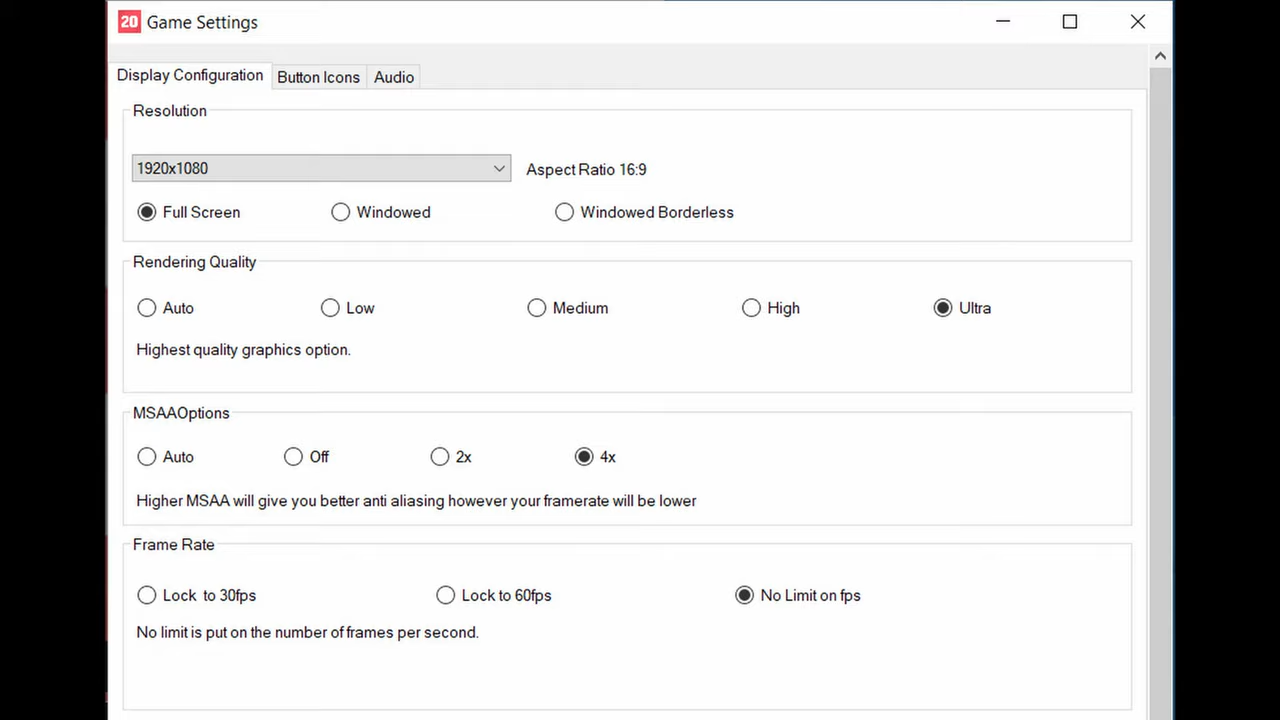 20 Game Settings
Display Configuration Button Icons Audio
Resolution
1920x1080 Aspect Ratio 16:9
Full Screen Windowed Windowed Borderless
Rendering Quality
Auto Low Medium High Ultra
Highest quality graphics option.
MSAAOptions
Auto Off 2x 4x
Higher MSAA will give you better anti aliasing however your framerate will be lower
Frame Rate
Lock to 30fps Lock to 60fps No Limit on fps
No limit is put on the number of frames per second.